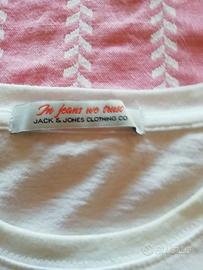 In jeans we trust
JACK & JONES CLOTHING CO